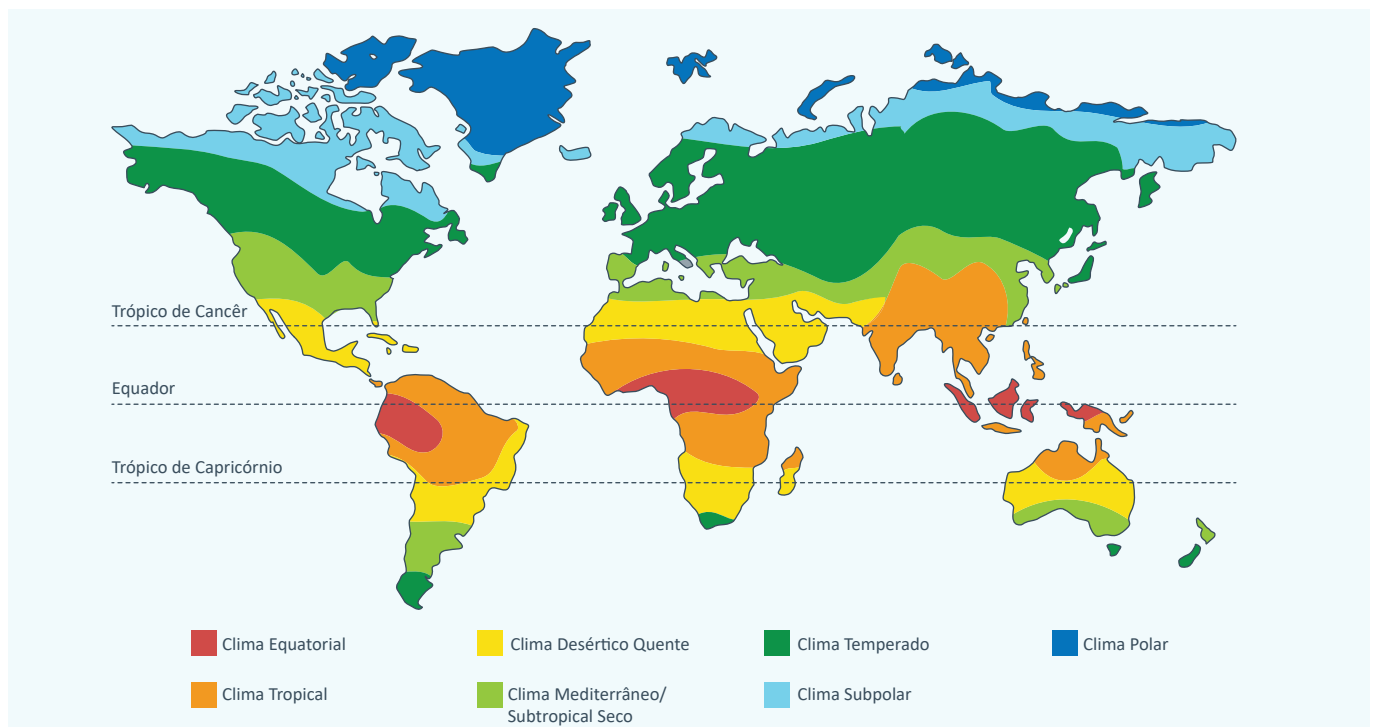 Trópico de Cancêr
Equador
Trópico de Capricórnio
Clima Equatorial
Clima Desértico Quente
Clima Temperado
Clima Polar
Clima Tropical
Clima Mediterrâneo/
Subtropical Seco
Clima Subpolar